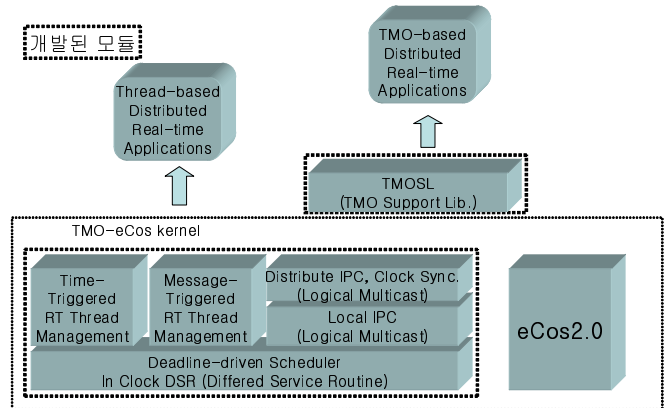 개발된 모듈
Thread-based
Distributed
Real-time
Applications
TMO-based
Distributed
Real-time
Applications
TMOSL
(TMO Support Lib.)
TMO-eCos kernel
Time-
Triggered
RT Thread
Management
Message-
Triggered
RT Thread
Management
Distribute IPC, Clock Sync.
(Logical Multicast)
Local IPC
(Logical Multicast)
Deadline-driven Scheduler
In Clock DSR (Differed Service Routine)
eCos2.0